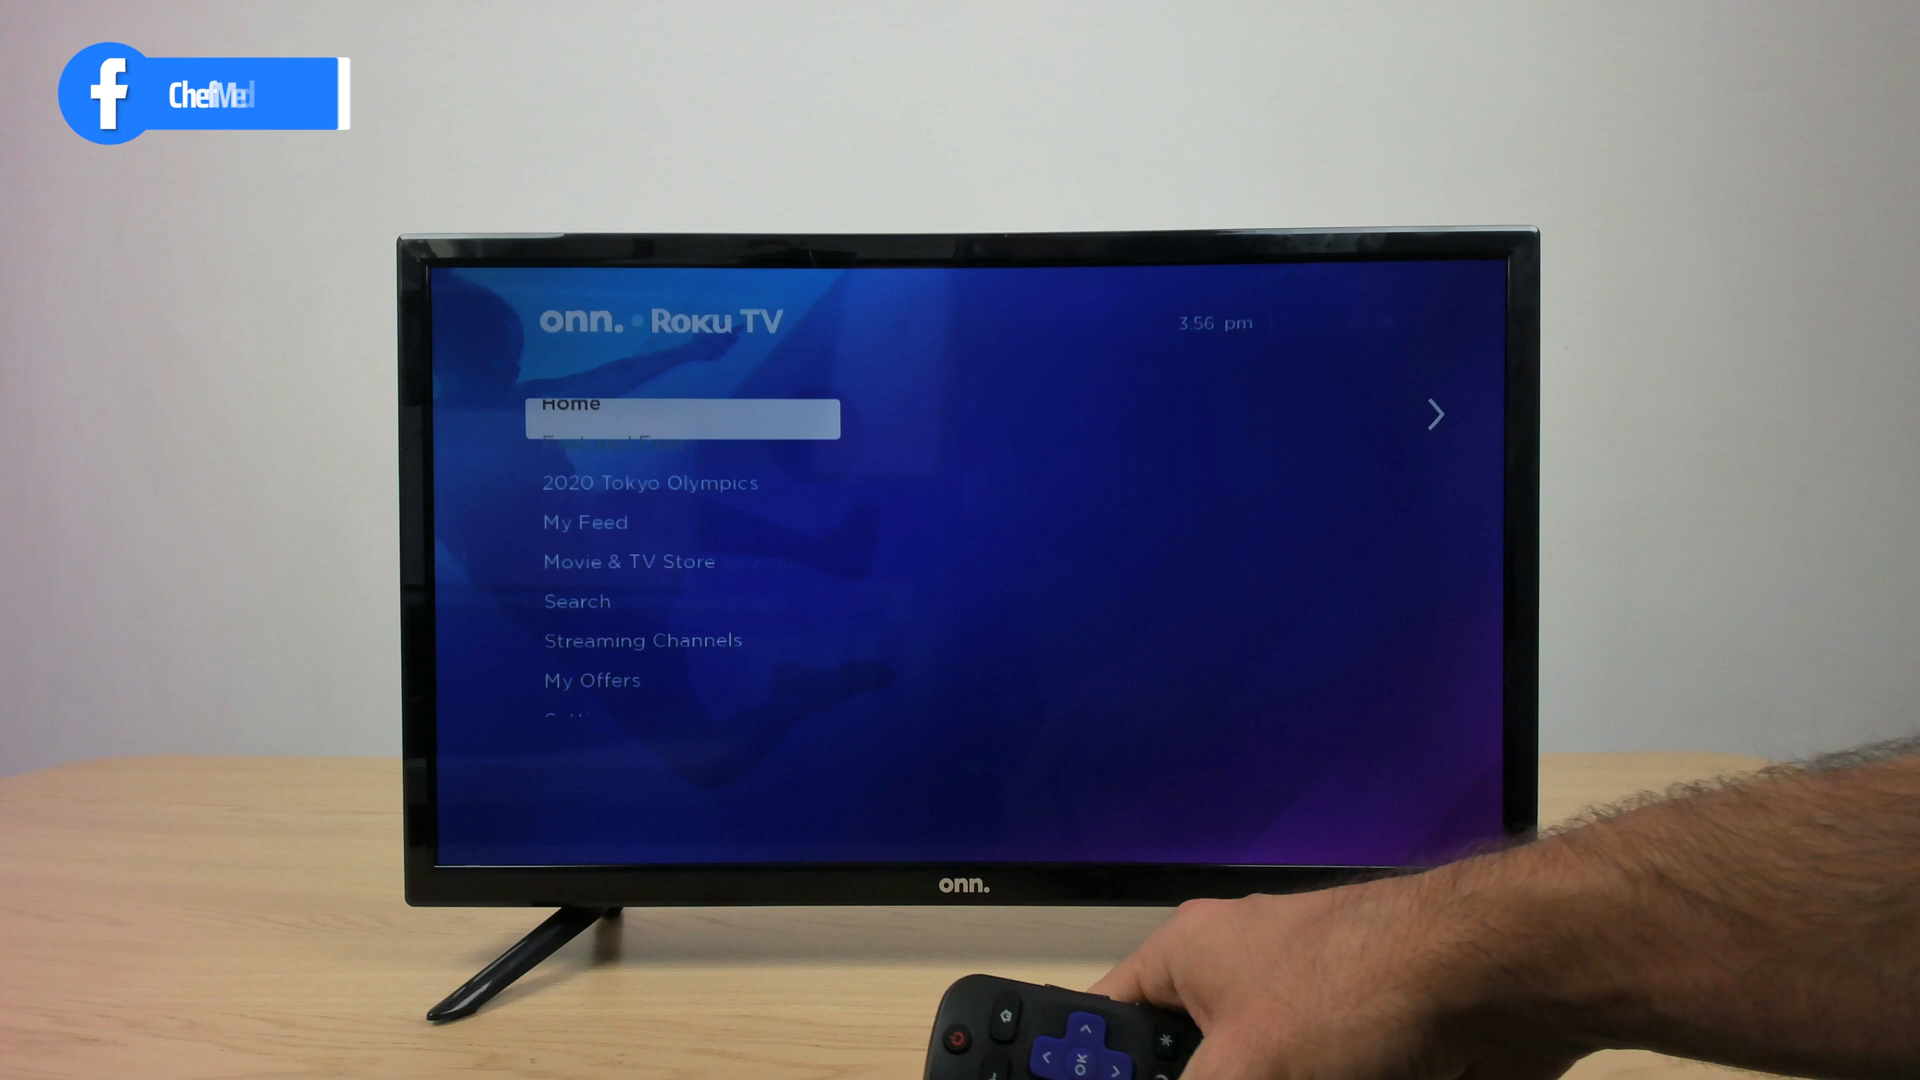 onn. Roku TV
3:56 pm
Home
2020 Tokyo Olympics
My Feed
Movie & TV Store
Search
Streaming Channels
My Offers
onn.
OK